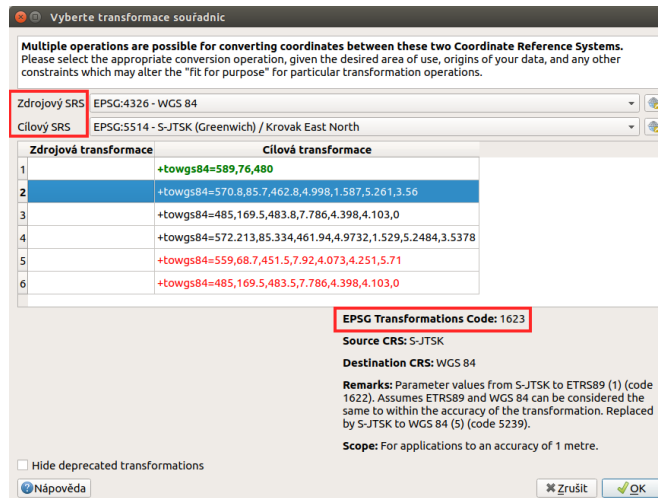 Vyberte transformace souřadnic
Multiple operations are possible for converting coordinates between these two Coordinate Reference Systems.
Please select the appropriate conversion operation, given the desired area of use, origins of your data, and any other
constraints which may alter the "fit for purpose" for particular transformation operations.
Zdrojový SRS EPSG:4326 - WGS 84
Cílový SRS EPSG:5514 - S-JTSK (Greenwich) / Krovak East North
Zdrojová transformace Cílová transformace
1 +towgs84=589,76,480
2 +towgs84=570.8,85.7,462.8,4.998,1.587,5.261,3.56
3 +towgs84=485,169.5,483.8,7.786,4.398,4.103,0
4 +towgs84=572.213,85.334,461.94,4.9732,1.529,5.2484,3.5378
5 +towgs84=559,68.7,451.5,7.92,4.073,4.251,5.71
6 +towgs84=485,169.5,483.5,7.786,4.398,4.103,0
EPSG Transformations Code: 1623
Source CRS: S-JTSK
Destination CRS: WGS 84
Remarks: Parameter values from S-JTSK to ETRS89 (1) (code
1622). Assumes ETRS89 and WGS 84 can be considered the
same to within the accuracy of the transformation. Replaced
by S-JTSK to WGS 84 (5) (code 5239).
Scope: For applications to an accuracy of 1 metre.
Hide deprecated transformations
Nápověda
Zrušit
OK